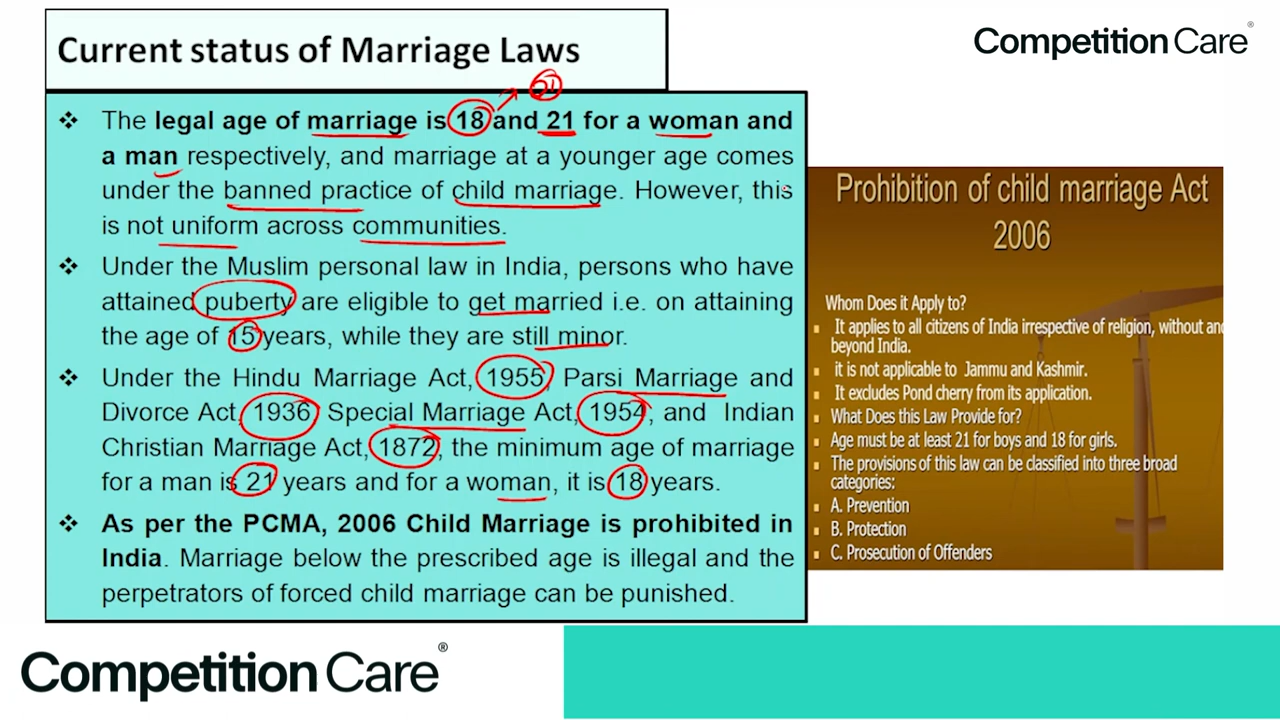 Current status of Marriage Laws
Competition Care®
21
❖ The legal age of marriage is 18 and 21 for a woman and
a man respectively, and marriage at a younger age comes
under the banned practice of child marriage. However, this
is not uniform across communities.
❖ Under the Muslim personal law in India, persons who have
attained puberty are eligible to get married i.e. on attaining
the age of 15 years, while they are still minor.
❖ Under the Hindu Marriage Act, 1955, Parsi Marriage and
Divorce Act, 1936, Special Marriage Act, 1954, and Indian
Christian Marriage Act, 1872, the minimum age of marriage
for a man is 21 years and for a woman, it is 18 years.
❖ As per the PCMA, 2006 Child Marriage is prohibited in
India. Marriage below the prescribed age is illegal and the
perpetrators of forced child marriage can be punished.
Prohibition of child marriage Act
2006
Whom Does it Apply to?
It applies to all citizens of India irrespective of religion, without and
beyond India.
it is not applicable to Jammu and Kashmir.
It excludes Pond cherry from its application.
What Does this Law Provide for?
Age must be at least 21 for boys and 18 for girls.
The provisions of this law can be classified into three broad
categories:
A. Prevention
B. Protection
C. Prosecution of Offenders
Competition Care®